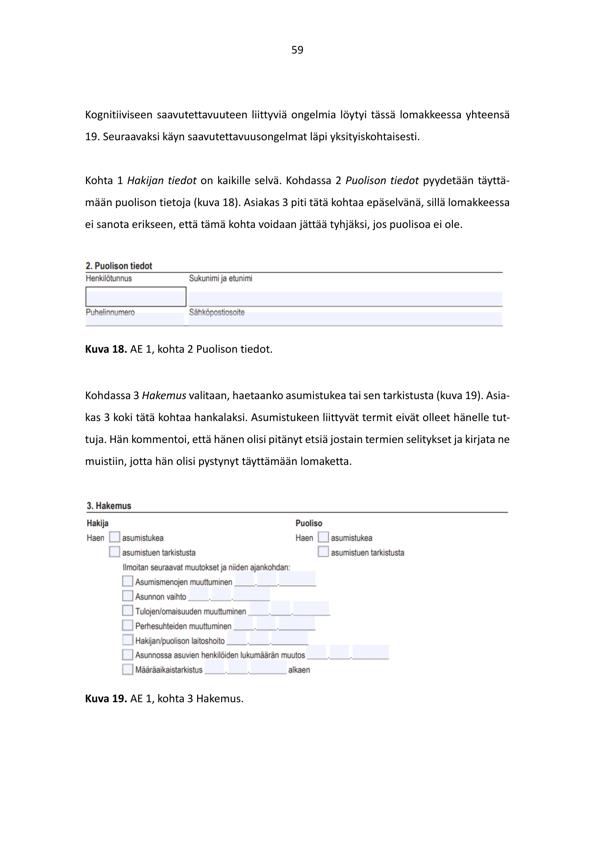 59
Kognitiiviseen saavutettavuuteen liittyviä ongelmia löytyi tässä lomakkeessa yhteensä
19. Seuraavaksi käyn saavutettavuusongelmat läpi yksityiskohtaisesti.
Kohta 1 Hakijan tiedot on kaikille selvä. Kohdassa 2 Puolison tiedot pyydetään täyttä-
mään puolison tietoja (kuva 18). Asiakas 3 piti tätä kohtaa epäselvänä, sillä lomakkeessa
ei sanota erikseen, että tämä kohta voidaan jättää tyhjäksi, jos puolisoa ei ole.
2. Puolison tiedot
Henkilötunnus Sukunimi ja etunimi
Puhelinnumero Sähköpostiosoite
Kuva 18. AE 1, kohta 2 Puolison tiedot.
Kohdassa 3 Hakemus valitaan, haetaanko asumistukea tai sen tarkistusta (kuva 19). Asia-
kas 3 koki tätä kohtaa hankalaksi. Asumistukeen liittyvät termit eivät olleet hänelle tut-
tuja. Hän kommentoi, että hänen olisi pitänyt etsiä jostain termien selitykset ja kirjata ne
muistiin, jotta hän olisi pystynyt täyttämään lomaketta.
3. Hakemus
Hakija Puoliso
Haen asumistukea Haen asumistukea
asumistuen tarkistusta asumistuen tarkistusta
Ilmoitan seuraavat muutokset ja niiden ajankohdan:
Asumismenojen muuttuminen
Asunnon vaihto
Tulojen/omaisuuden muuttuminen
Perhesuhteiden muuttuminen
Hakijan/puolison laitoshoito
Asunnossa asuvien henkilöiden lukumäärän muutos
Määräaikaistarkistus alkaen
Kuva 19. AE 1, kohta 3 Hakemus.